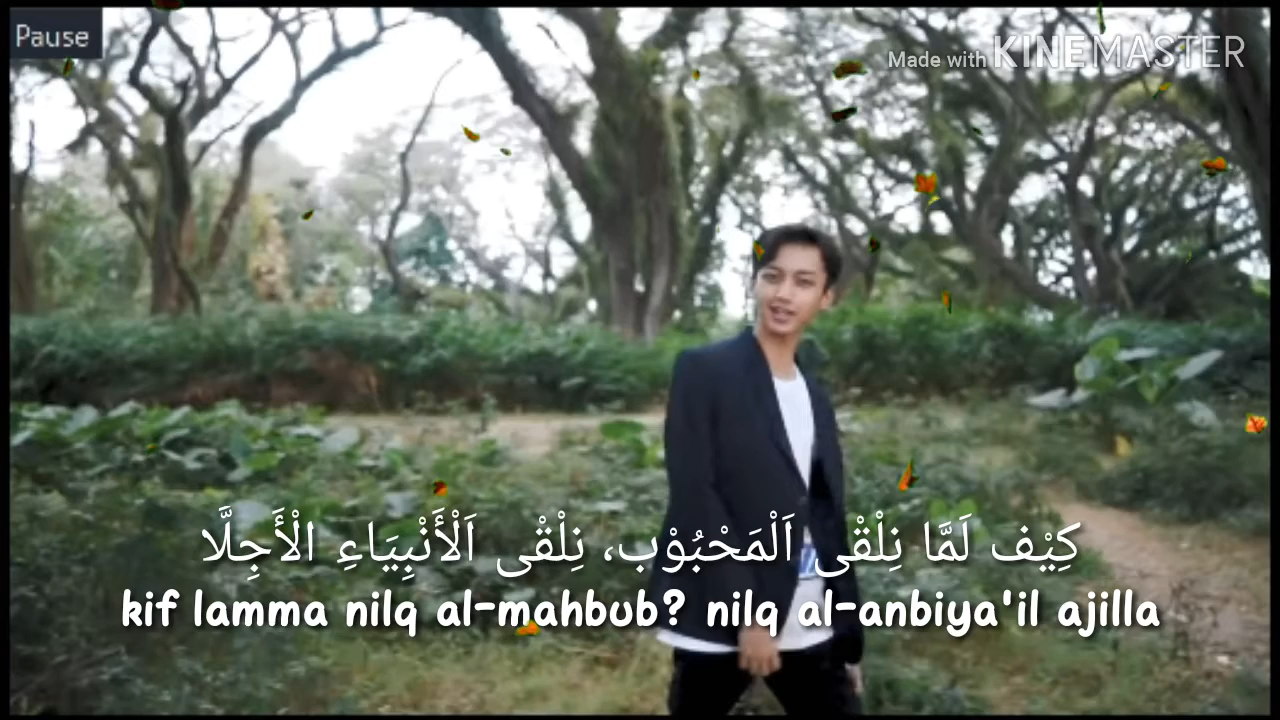 Pause
Made with KINEMASTER
كِيْف لَمَّا نِلْقْى اَلْمَحْبُوْب، نِلْقْى اَلْأَنْبِيَاءِ الْأَجِلَّا
kif lamma nilq al-mahbub? nilq al-anbiya'il ajilla